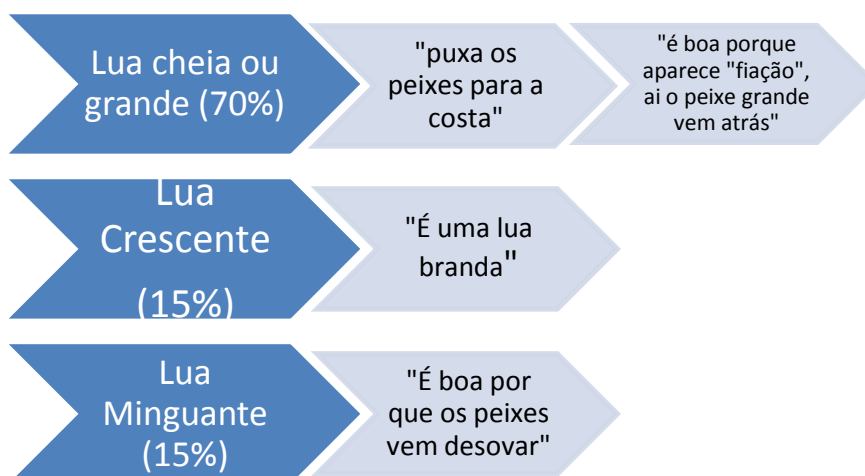 Lua cheia ou
grande (70%)
"puxa os
peixes para a
costa"
"é boa porque
aparece "fiação",
ai o peixe grande
vem atrás"
Lua
Crescente
(15%)
"É uma lua
branda"
Lua
Minguante
(15%)
"É boa por
que os peixes
vem desovar"